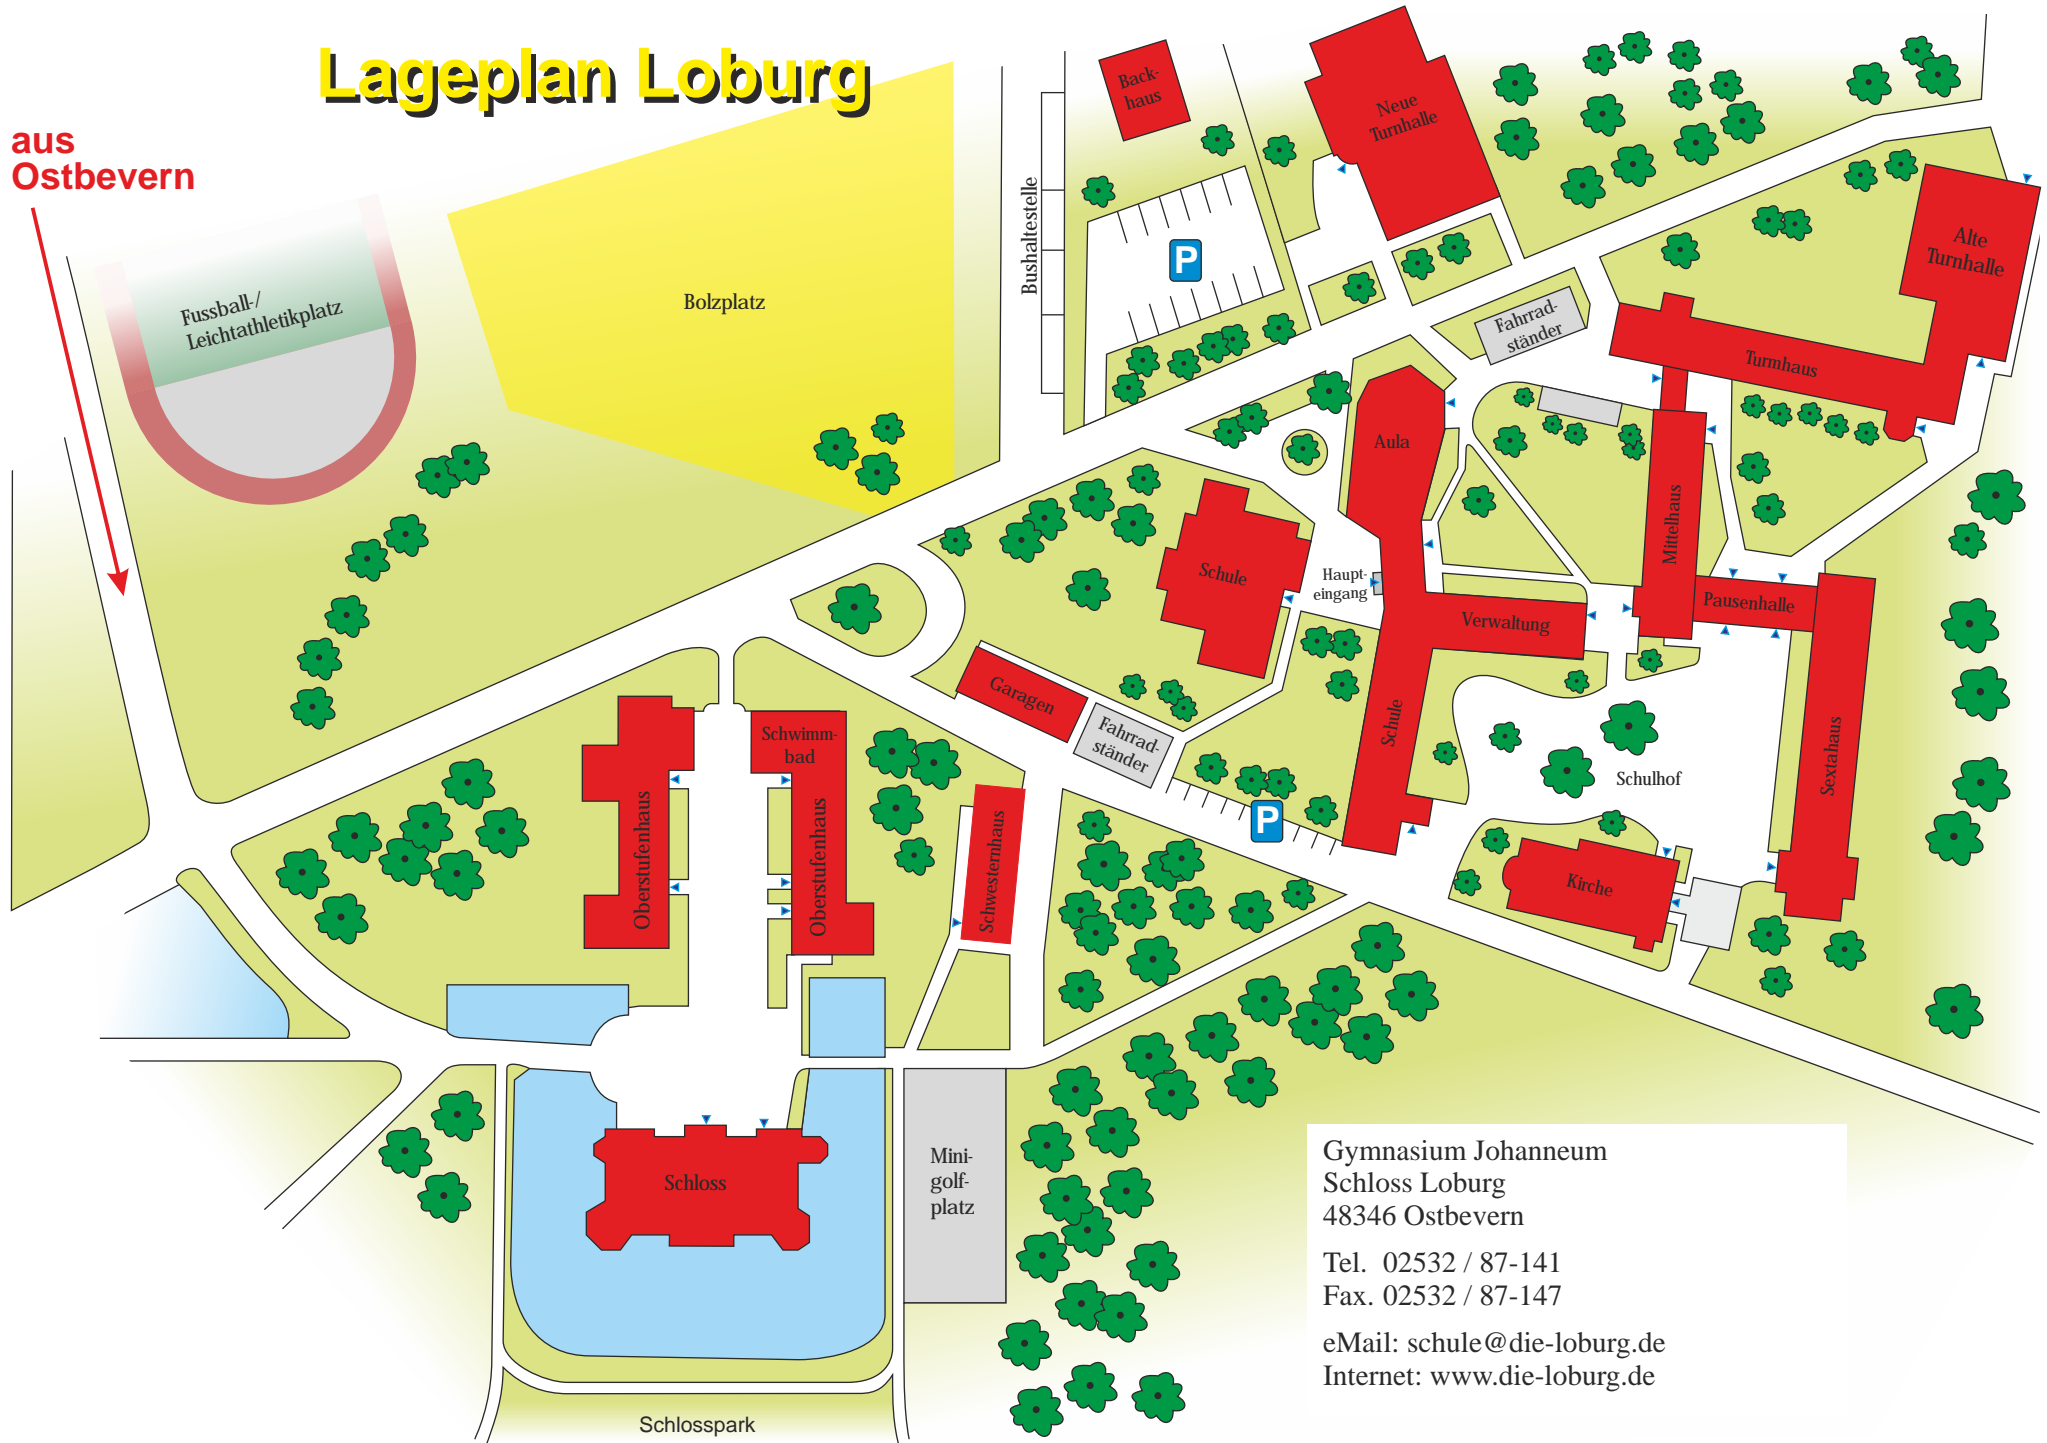 Lageplan Loburg
aus
Ostbevern
Fussball-/
Leichtathletikplatz
Bolzplatz
Bushaltestelle
Back-
haus
P
Neue
Turnhalle
Alte
Turnhalle
Fahrrad-
ständer
Turmhaus
Aula
Mittelhaus
Schule
Haupt-
eingang
Verwaltung
Pausenhalle
Garagen
Fahrrad-
ständer
Schule
Schulhof
Sextahaus
P
Kirche
Schwimm-
bad
Oberstufenhaus
Oberstufenhaus
Schwesternhaus
Schloss
Mini-
golf-
platz
Schlosspark
Gymnasium Johanneum
Schloss Loburg
48346 Ostbevern
Tel. 02532 / 87-141
Fax. 02532 / 87-147
eMail: schule@die-loburg.de
Internet: www.die-loburg.de